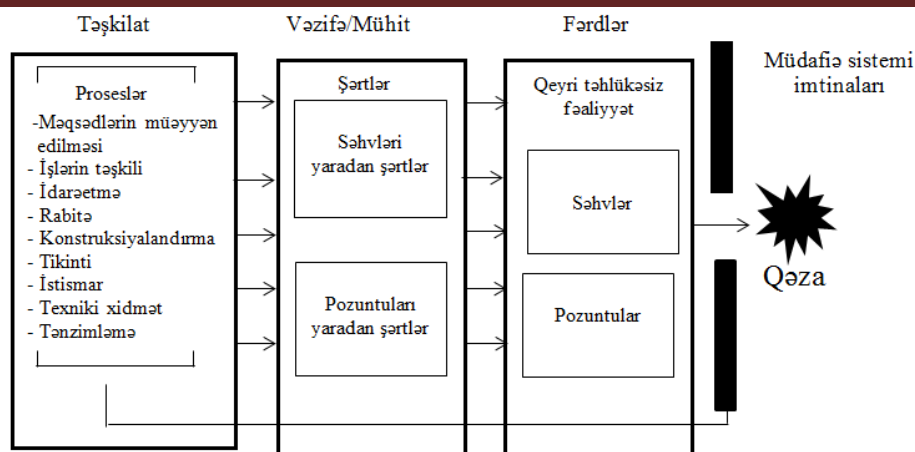 Təşkilat
Vəzifə/Mühit
Fərdlər
Müdafiə sistemi
imtinaları
Proseslər
-Məqsədlərin müəyyən
edilməsi
- İşlərin təşkili
- İdarəetmə
- Rabitə
- Konstruksiyalandırma
- Tikinti
- İstismar
- Texniki xidmət
- Tənzimləmə
Şərtlər
Səhvləri
yaradan şərtlər
Pozuntuları
yaradan şərtlər
Qeyri təhlükəsiz
fəaliyyət
Səhvlər
Pozuntular
Qəza